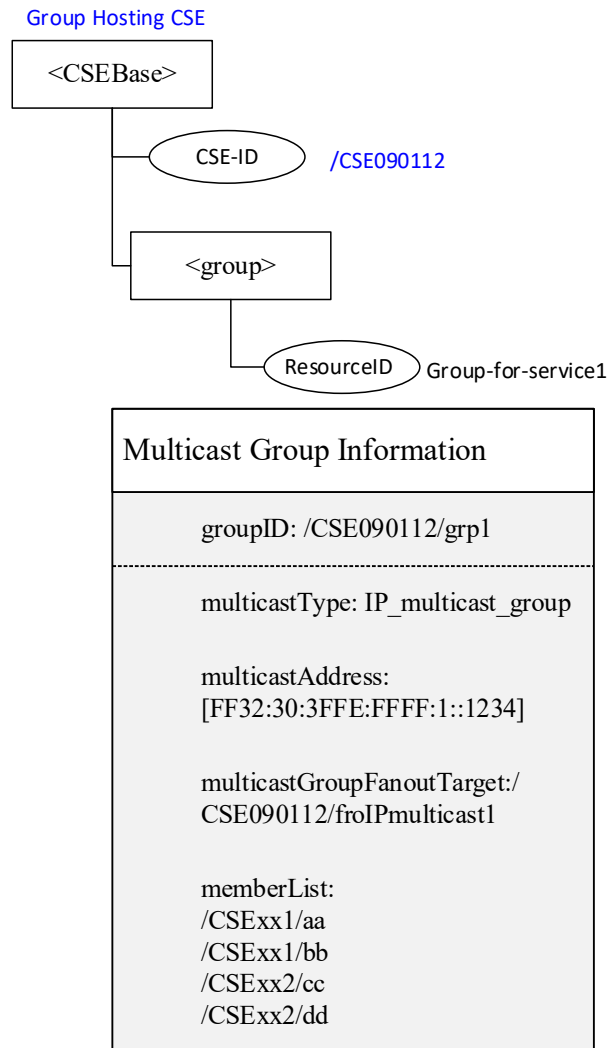 Group Hosting CSE
<CSEBase>
CSE-ID
/CSE090112
<group>
ResourceID
Group-for-service1
Multicast Group Information
groupID: /CSE090112/grp1
multicastType: IP_multicast_group
multicastAddress:
[FF32:30:3FFE:FFFF:1::1234]
multicastGroupFanoutTarget:/
CSE090112/froIPmulticast1
memberList:
/CSExx1/aa
/CSExx1/bb
/CSExx2/cc
/CSExx2/dd